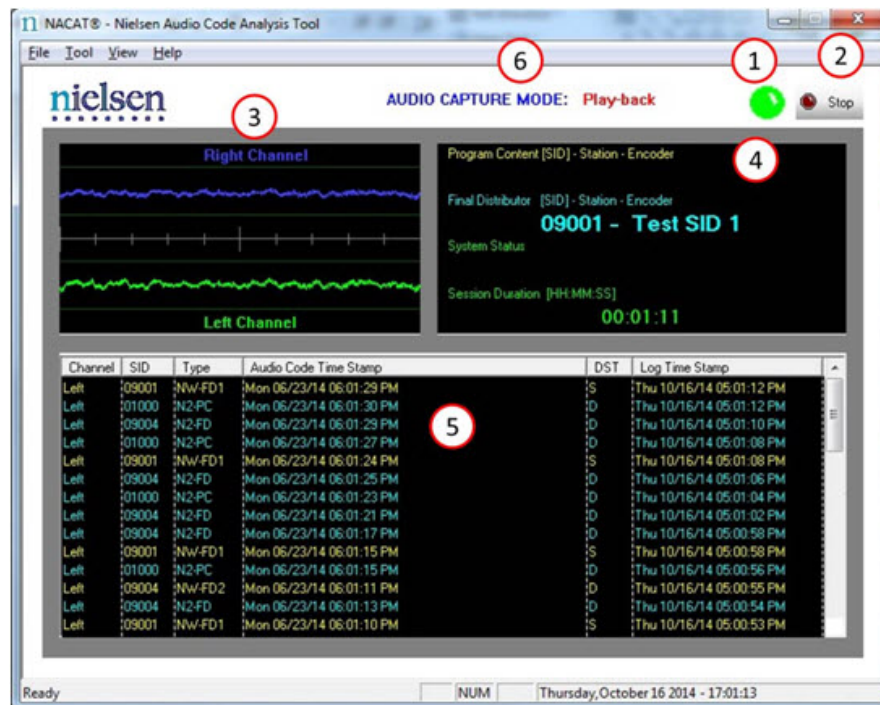 n NACAT® - Nielsen Audio Code Analysis Tool
File Tool View Help
6
1
2
nielsen
AUDIO CAPTURE MODE: Play-back
Stop
3
4
Right Channel
Left Channel
Program Content [SID] - Station - Encoder
Final Distributor [SID] - Station - Encoder
09001 - Test SID 1
System Status
Session Duration [HH:MM:SS]
00:01:11
Channel SID Type Audio Code Time Stamp DST Log Time Stamp
Left 09001 NW-FD1 Mon 06/23/14 06:01:29 PM S Thu 10/16/14 05:01:12 PM
Left 01000 N2-PC Mon 06/23/14 06:01:30 PM D Thu 10/16/14 05:01:12 PM
Left 09004 N2-FD Mon 06/23/14 06:01:29 PM D Thu 10/16/14 05:01:10 PM
Left 01000 N2-PC Mon 06/23/14 06:01:27 PM D Thu 10/16/14 05:01:08 PM
5
Left 09001 NW-FD1 Mon 06/23/14 06:01:24 PM S Thu 10/16/14 05:01:08 PM
Left 09004 N2-FD Mon 06/23/14 06:01:25 PM D Thu 10/16/14 05:01:06 PM
Left 01000 N2-PC Mon 06/23/14 06:01:23 PM D Thu 10/16/14 05:01:04 PM
Left 09004 N2-FD Mon 06/23/14 06:01:21 PM D Thu 10/16/14 05:01:02 PM
Left 09004 N2-FD Mon 06/23/14 06:01:17 PM D Thu 10/16/14 05:00:58 PM
Left 09001 NW-FD1 Mon 06/23/14 06:01:15 PM S Thu 10/16/14 05:00:58 PM
Left 01000 N2-PC Mon 06/23/14 06:01:15 PM D Thu 10/16/14 05:00:56 PM
Left 09004 NW-FD2 Mon 06/23/14 06:01:11 PM D Thu 10/16/14 05:00:55 PM
Left 09004 N2-FD Mon 06/23/14 06:01:13 PM D Thu 10/16/14 05:00:54 PM
Left 09001 NW-FD1 Mon 06/23/14 06:01:10 PM S Thu 10/16/14 05:00:53 PM
Ready NUM Thursday,October 16 2014 - 17:01:13